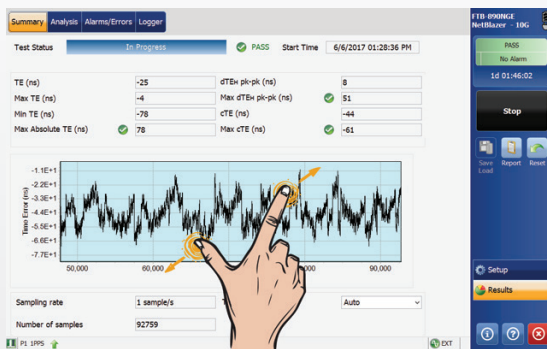 Summary Analysis Alarms/Errors Logger
FTB-890NGE
NetBlazer - 10G
Test Status In Progress PASS Start Time 6/6/2017 01:28:36 PM
PASS
No Alarm
1d 01:46:02
TE (ns) -25 dTEH pk-pk (ns) 8
Max TE (ns) -4 Max dTEH pk-pk (ns) 51
Min TE (ns) -78 cTE (ns) -44
Max Absolute TE (ns) 78 Max cTE (ns) -61
Stop
Save
Load
Report
Reset
Time Error (ns)
-1.1E+1
-2.2E+1
-3.3E+1
-4.4E+1
-5.5E+1
-6.6E+1
-7.7E+1
50,000 60,000 90,000
Setup
Results
Sampling rate 1 sample/s Auto
Number of samples 92759
P1 1PPS EXT